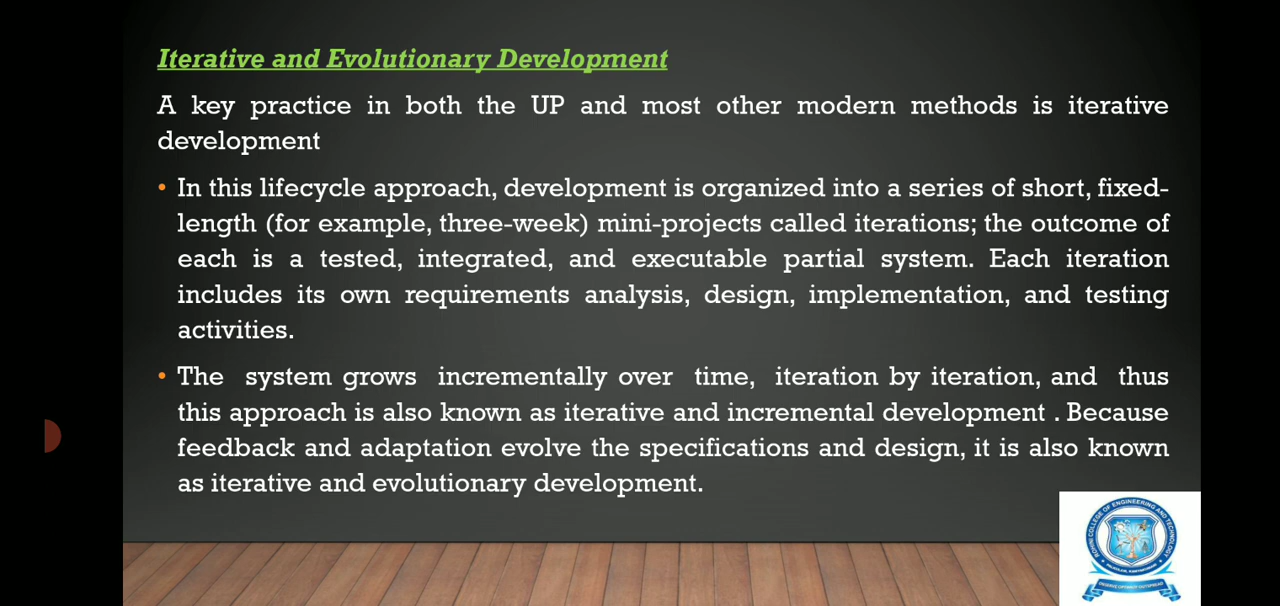 Iterative and Evolutionary Development
A key practice in both the UP and most other modern methods is iterative
development
• In this lifecycle approach, development is organized into a series of short, fixed-
length (for example, three-week) mini-projects called iterations; the outcome of
each is a tested, integrated, and executable partial system. Each iteration
includes its own requirements analysis, design, implementation, and testing
activities.
• The system grows incrementally over time, iteration by iteration, and thus
this approach is also known as iterative and incremental development . Because
feedback and adaptation evolve the specifications and design, it is also known
as iterative and evolutionary development.
COLLEGE OF ENGINEERING AND TECHNOLOGY